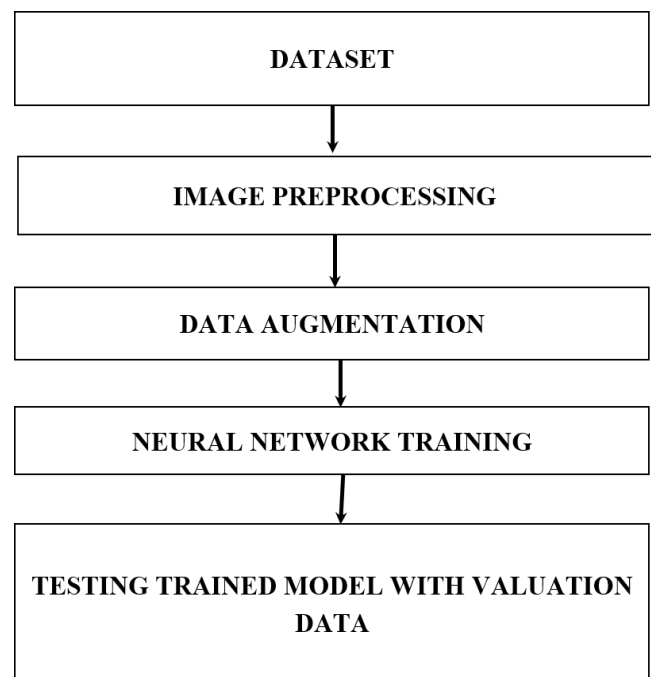 DATASET
IMAGE PREPROCESSING
DATA AUGMENTATION
NEURAL NETWORK TRAINING
TESTING TRAINED MODEL WITH VALUATION
DATA